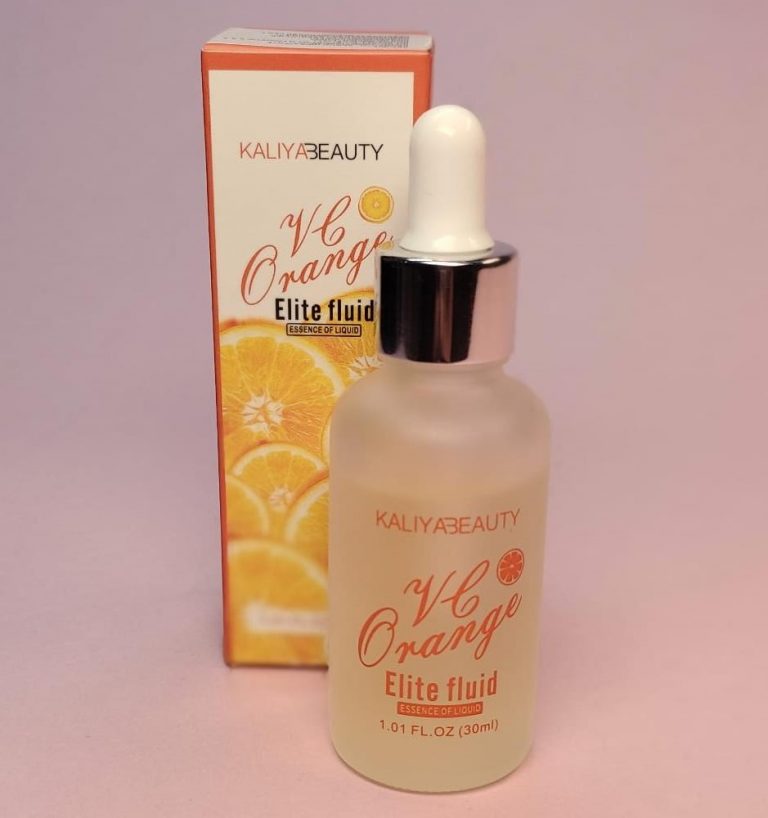 KALIYABEAUTY
VC
Orange
Elite fluid
ESSENCE OF LIQUID
KALIYABEAUTY
VC
Orange
Elite fluid
ESSENCE OF LIQUID
1.01 FL.OZ (30ml)